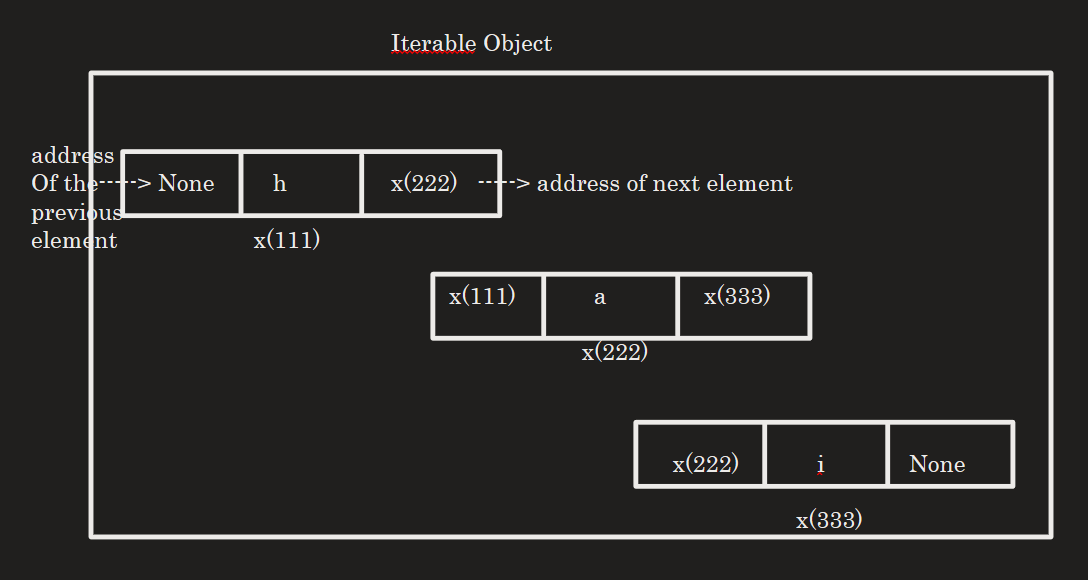 Iterable Object
address
Of the-----> None h x(222) -----> address of next element
previous
element
x(111)
x(111) a x(333)
x(222)
x(222) i None
x(333)